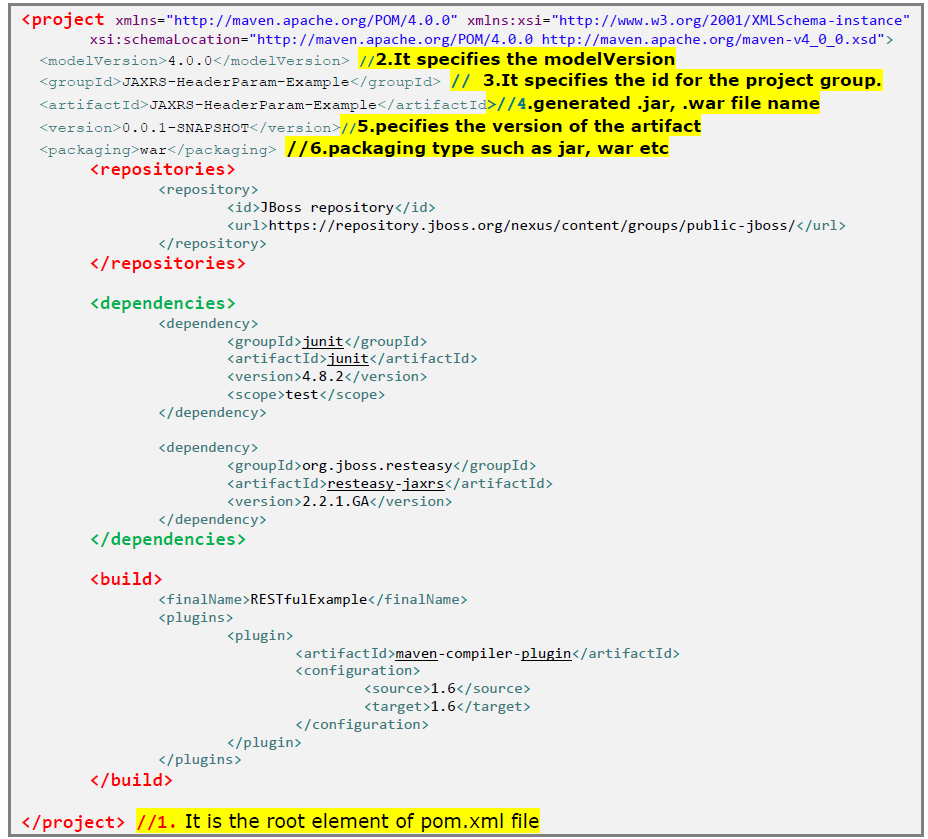 <project xmlns="http://maven.apache.org/POM/4.0.0" xmlns:xsi="http://www.w3.org/2001/XMLSchema-instance"
xsi:schemaLocation="http://maven.apache.org/POM/4.0.0 http://maven.apache.org/maven-v4_0_0.xsd">
<modelVersion>4.0.0</modelVersion> //2.It specifies the modelVersion
<groupId>JAXRS-HeaderParam-Example</groupId> // 3.It specifies the id for the project group.
<artifactId>JAXRS-HeaderParam-Example</artifactId>//4.generated .jar, .war file name
<version>0.0.1-SNAPSHOT</version>//5.pecifies the version of the artifact
<packaging>war</packaging> //6.packaging type such as jar, war etc
<repositories>
<repository>
<id>JBoss repository</id>
<url>https://repository.jboss.org/nexus/content/groups/public-jboss/</url>
</repository>
</repositories>
<dependencies>
<dependency>
<groupId>junit</groupId>
<artifactId>junit</artifactId>
<version>4.8.2</version>
<scope>test</scope>
</dependency>
<dependency>
<groupId>org.jboss.resteasy</groupId>
<artifactId>resteasy-jaxrs</artifactId>
<version>2.2.1.GA</version>
</dependency>
</dependencies>
<build>
<finalName>RESTfulExample</finalName>
<plugins>
<plugin>
<artifactId>maven-compiler-plugin</artifactId>
<configuration>
<source>1.6</source>
<target>1.6</target>
</configuration>
</plugin>
</plugins>
</build>
</project> //1. It is the root element of pom.xml file